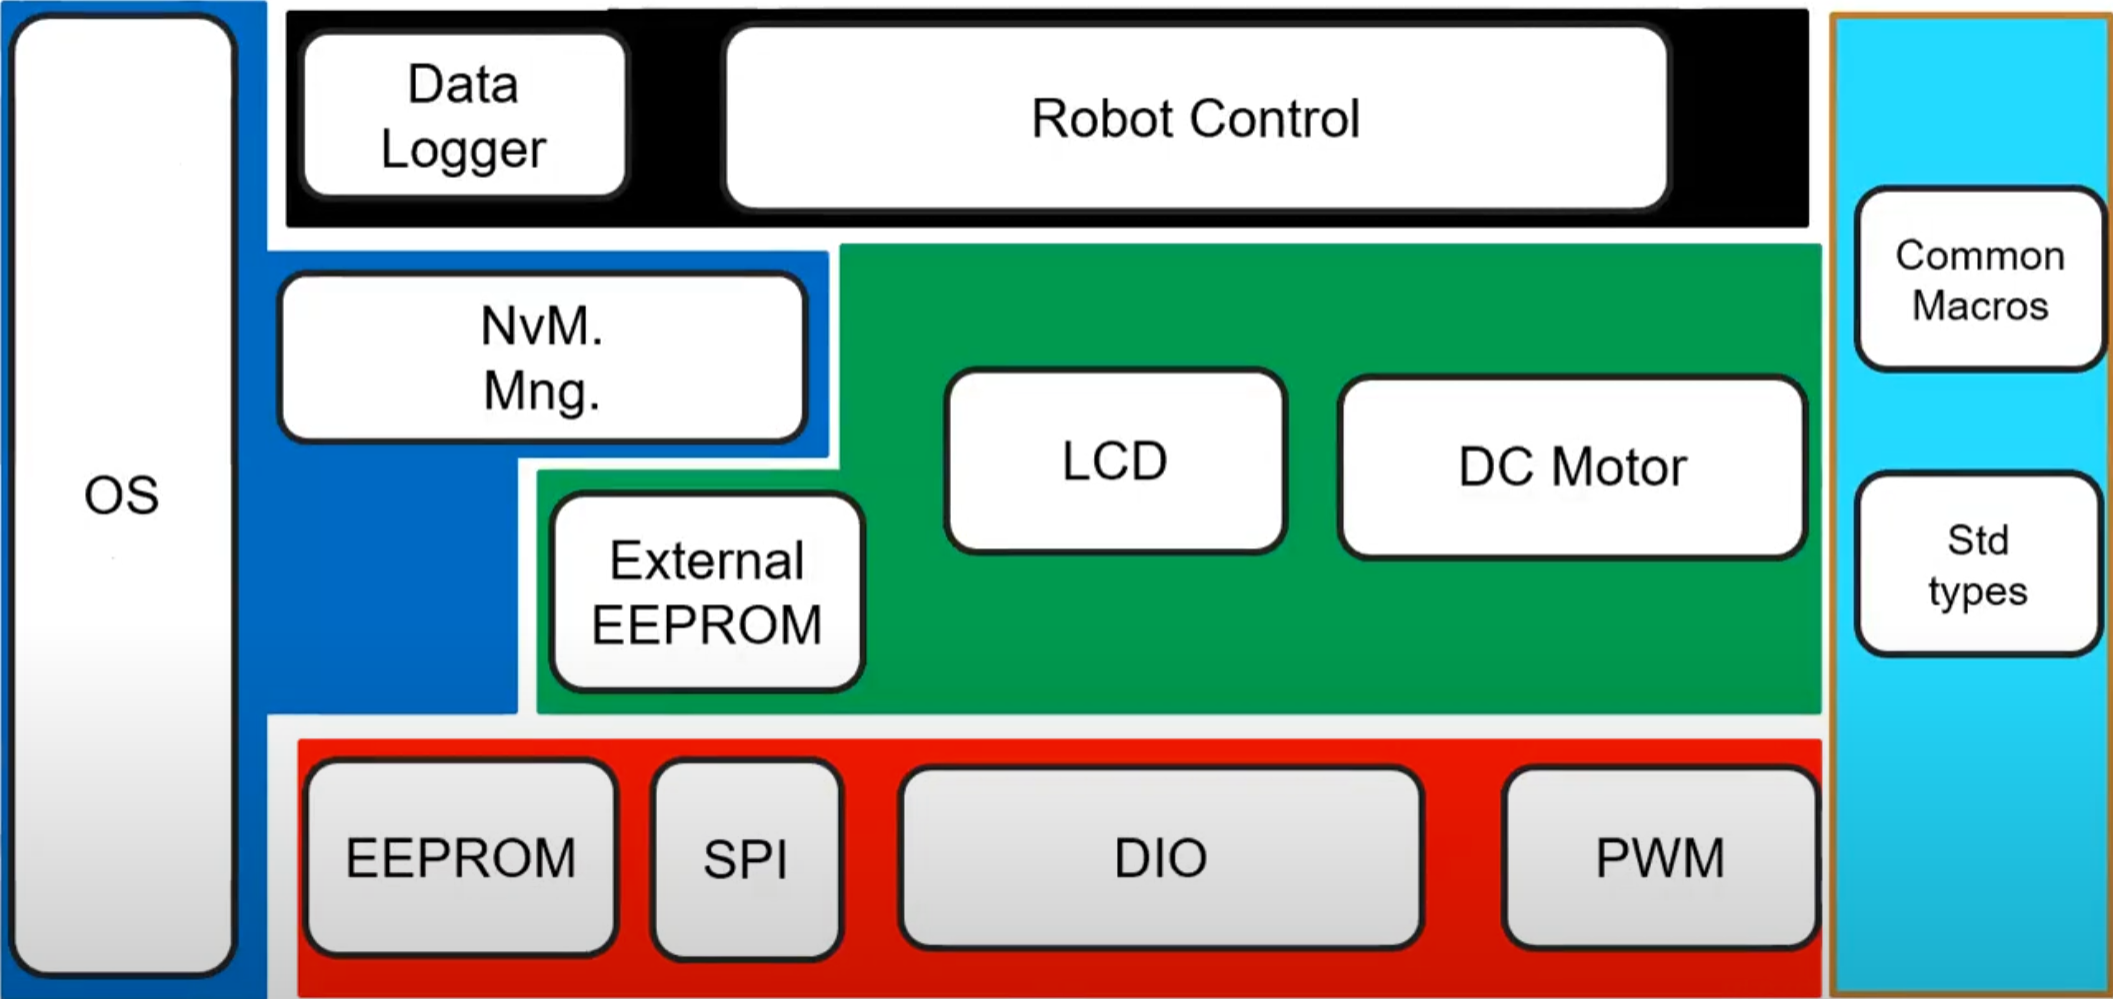 Data
Logger
Robot Control
Common
Macros
NvM.
Mng.
LCD
DC Motor
OS
External
EEPROM
Std
types
EEPROM
SPI
DIO
PWM